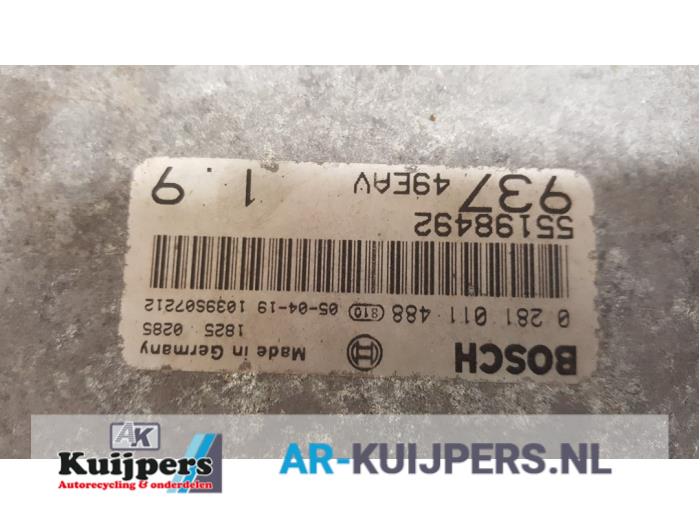 BOSCH
Made in Germany
1825 0285
0 281 011 488 810 05-04-19 1039S07212
55198492
937 49EAV 1.9
AK
Kuijpers
Autorecycling & onderdelen
AR-KUIJPERS.NL